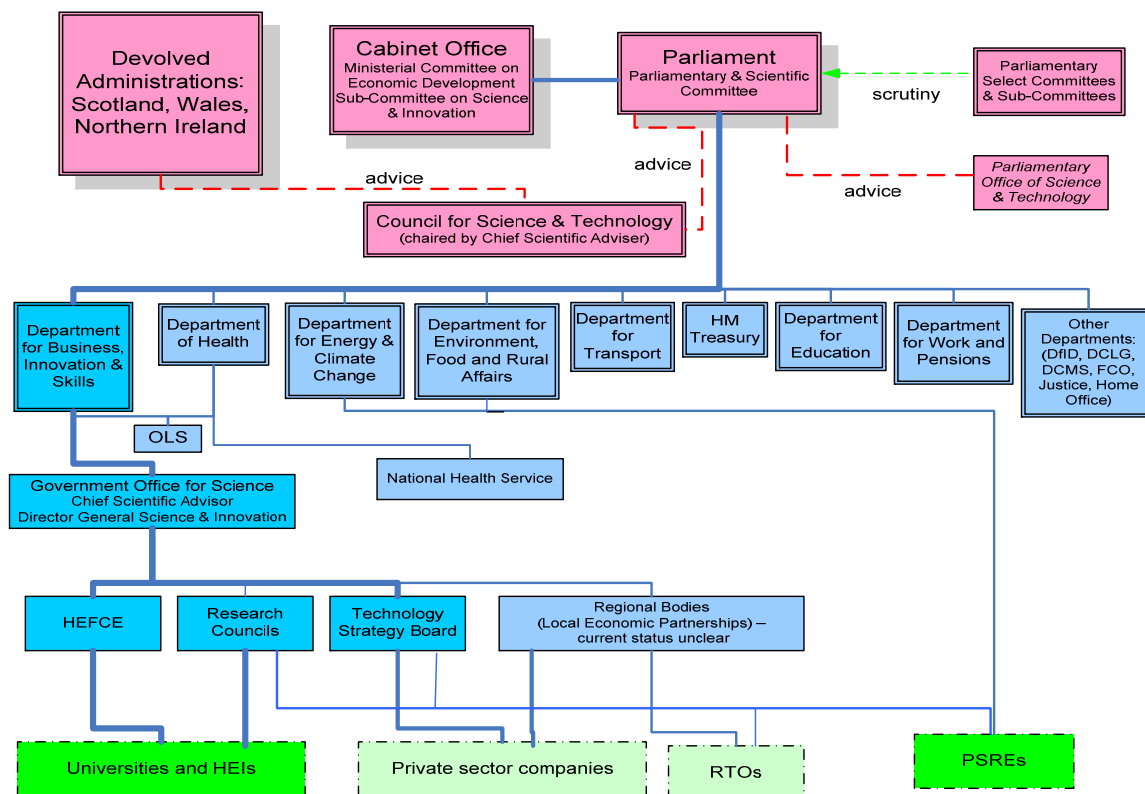 Devolved
Administrations:
Scotland, Wales,
Northern Ireland
Cabinet Office
Ministerial Committee on
Economic Development
Sub-Committee on Science
& Innovation
Parliament
Parliamentary & Scientific
Committee
scrutiny
Parliamentary
Select Committees
& Sub-Committees
advice
advice
advice
Parliamentary
Office of Science
& Technology
Council for Science & Technology
(chaired by Chief Scientific Adviser)
Department
for Business,
Innovation &
Skills
Department
of Health
Department
for Energy &
Climate
Change
Department for
Environment,
Food and Rural
Affairs
Department
for
Transport
HM
Treasury
Department
for
Education
Department
for Work and
Pensions
Other
Departments:
(DfID, DCLG,
DCMS, FCO,
Justice, Home
Office)
OLS
National Health Service
Government Office for Science
Chief Scientific Advisor
Director General Science & Innovation
HEFCE
Research
Councils
Technology
Strategy Board
Regional Bodies
(Local Economic Partnerships) –
current status unclear
Universities and HEIs
Private sector companies
RTOs
PSREs